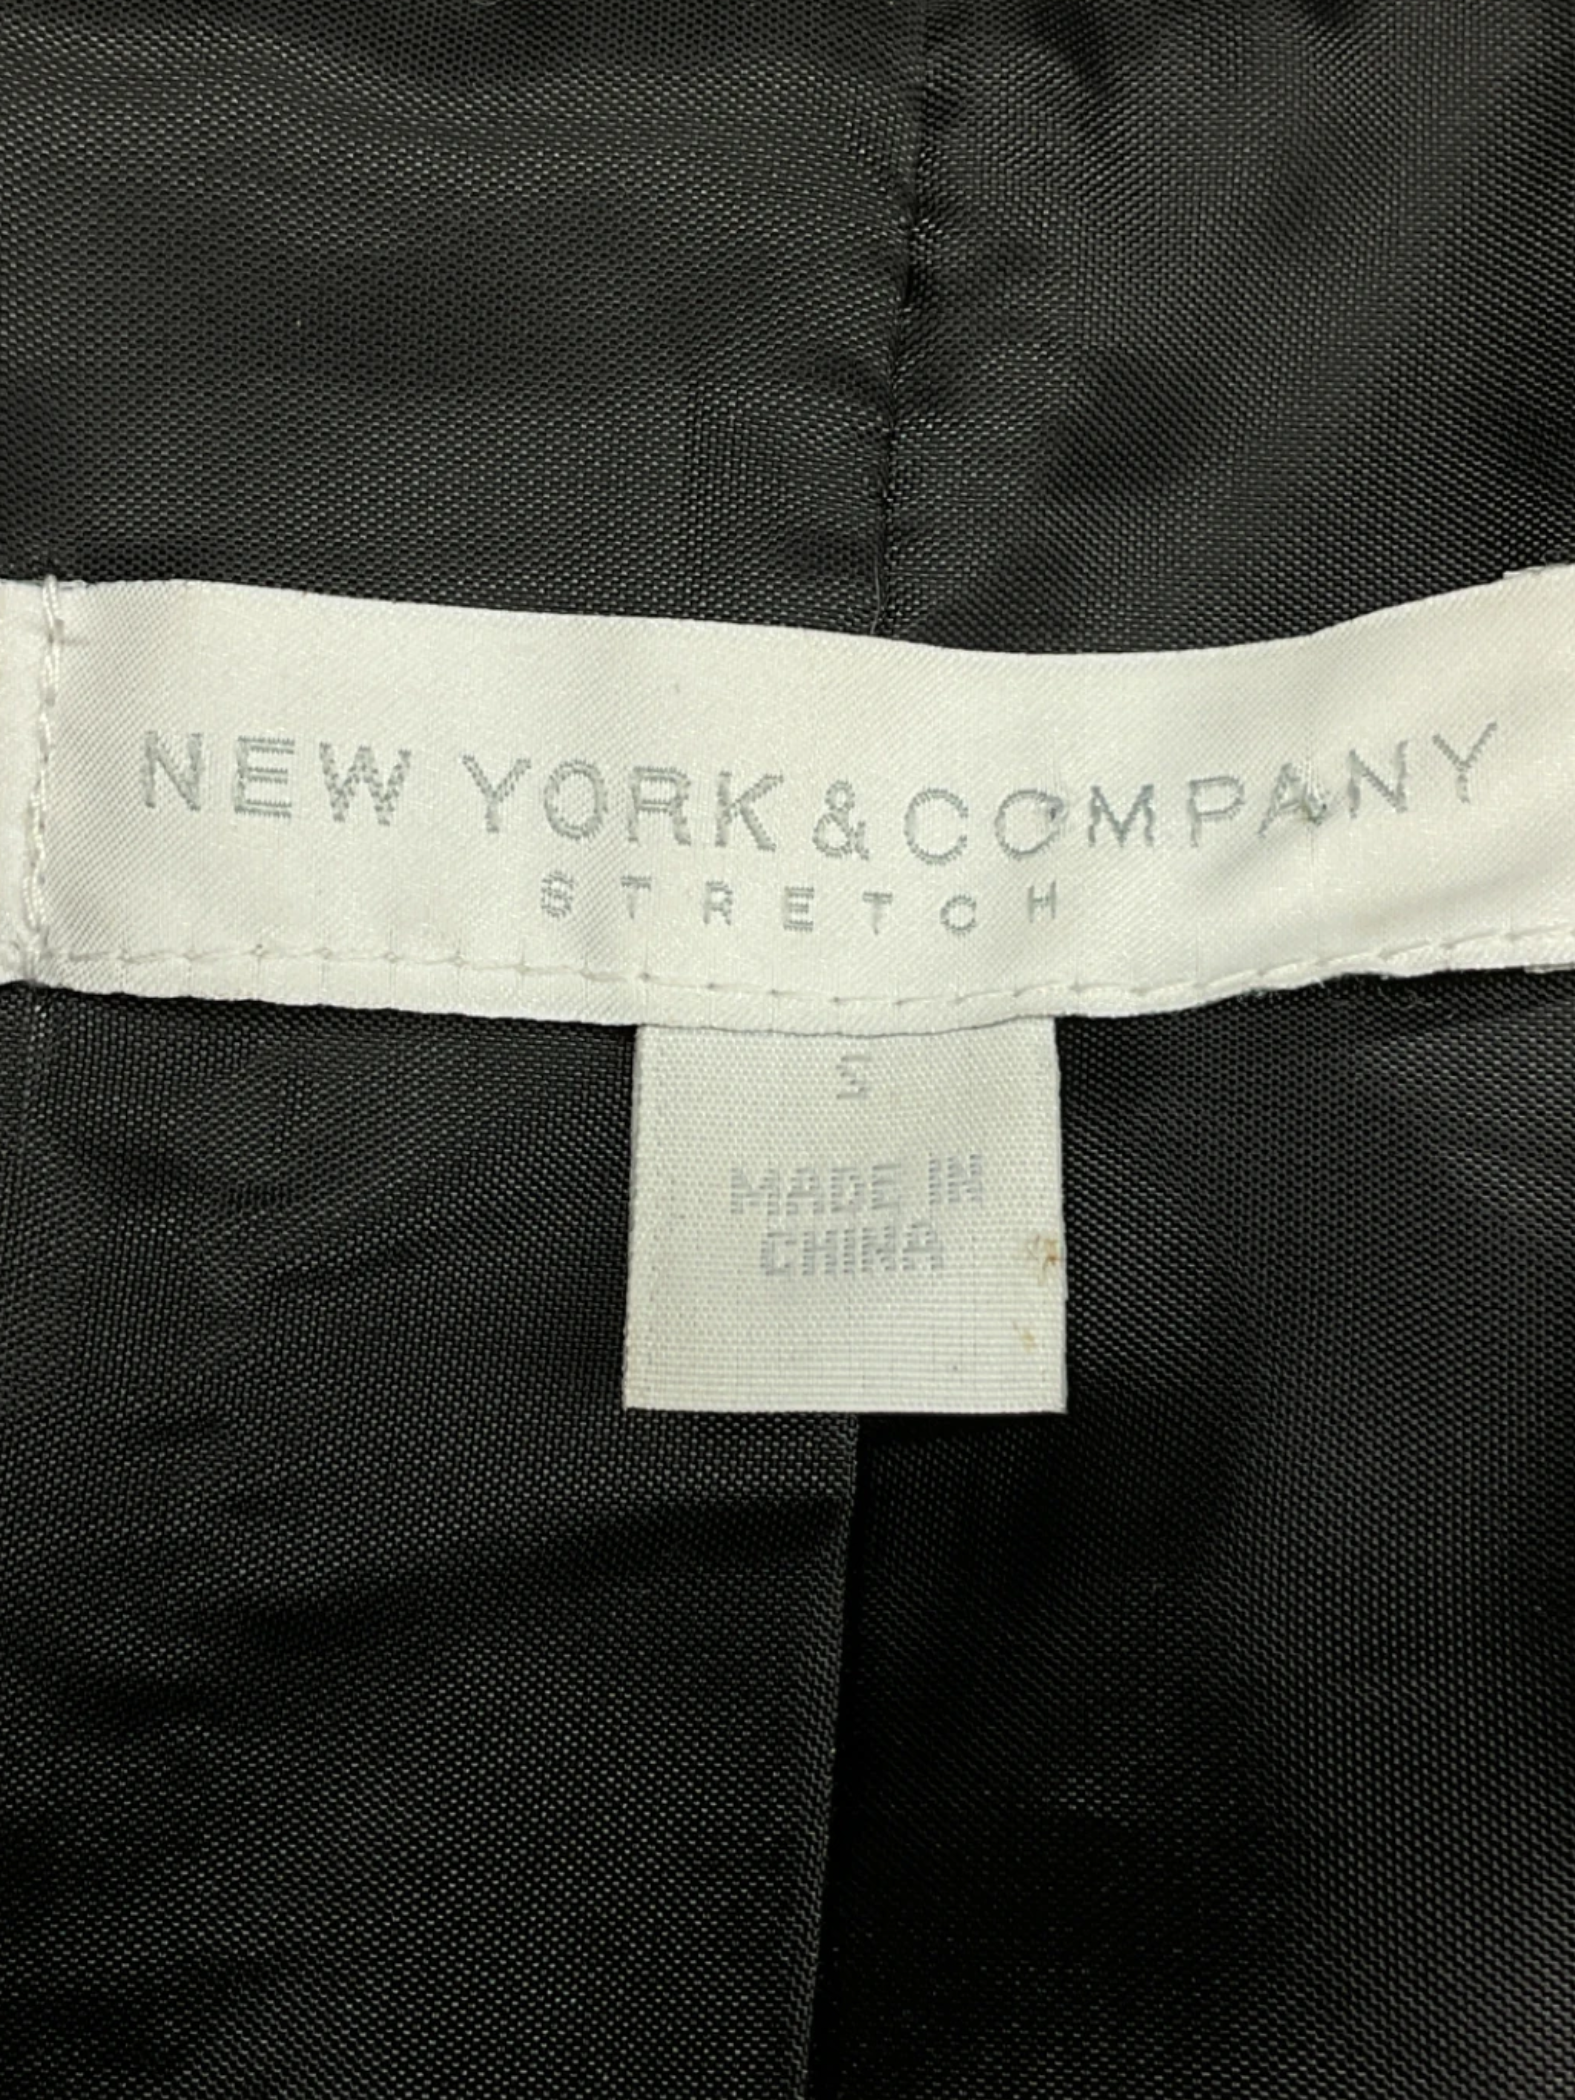 NEW YORK & COMPANY
STRETCH
S
MADE IN
CHINA